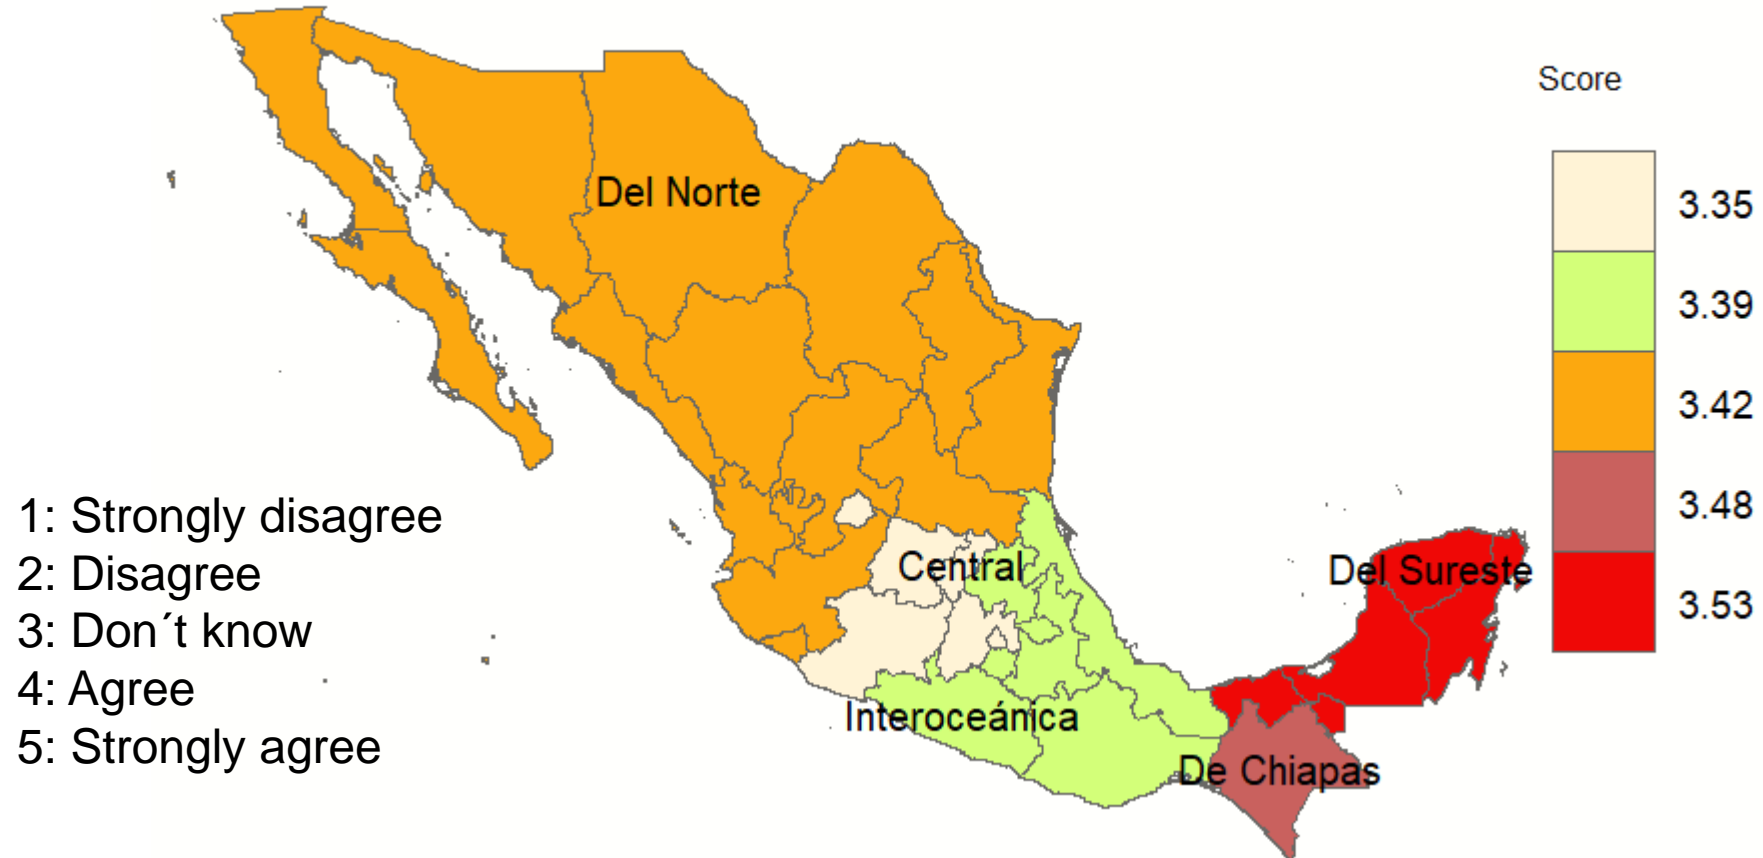 Score
3.35
3.39
3.42
3.48
3.53
Del Norte
Central
Del Sureste
Interoceánica
De Chiapas
1: Strongly disagree
2: Disagree
3: Don´t know
4: Agree
5: Strongly agree